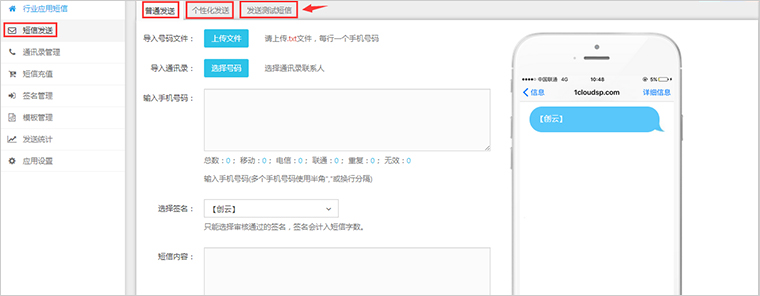 行业应用短信
短信发送
通讯录管理
短信充值
签名管理
模板管理
发送统计
应用设置
普通发送 个性化发送 发送测试短信
导入号码文件： 上传文件 请上传.txt文件，每行一个手机号码
导入通讯录： 选择号码 选择通讯录联系人
输入手机号码：
总数：0； 移动：0； 电信：0； 联通：0； 重复：0； 无效：0
输入手机号码(多个手机号码使用半角","或换行分隔)
选择签名： 【创云】
只能选择审核通过的签名，签名会计入短信字数。
短信内容：
中国联通 4G 10:48 5%
信息 1cloudsp.com 详细信息
【创云】